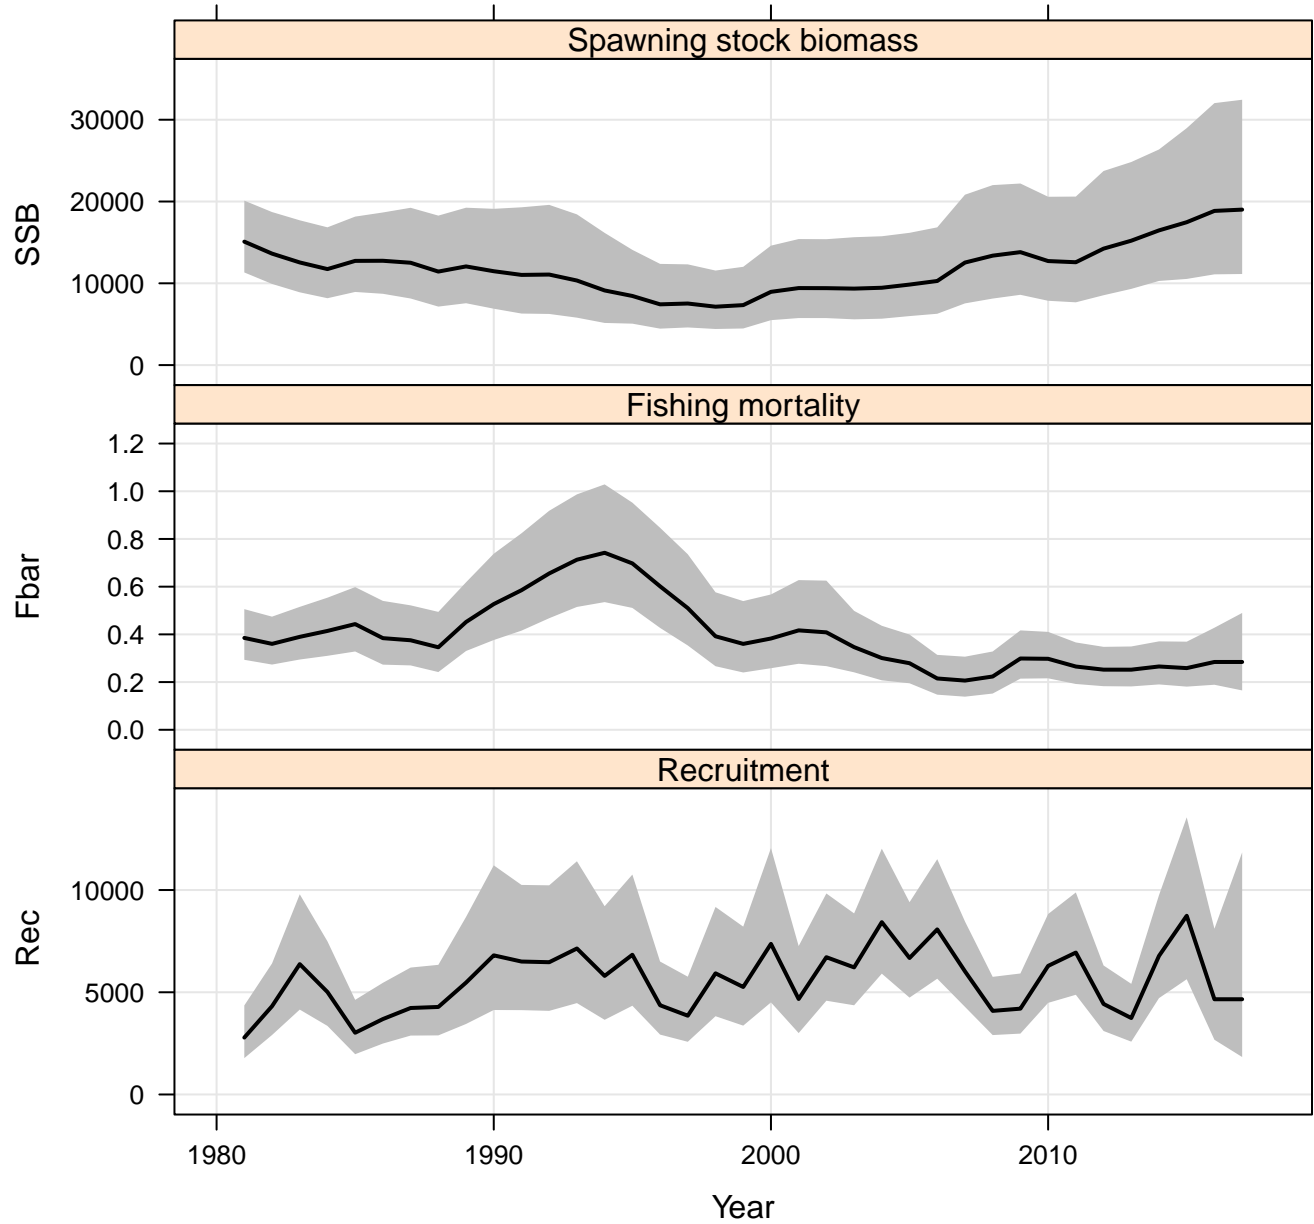 Spawning stock biomass
SSB
30000
20000
10000
0
Fishing mortality
Fbar
1.2
1.0
0.8
0.6
0.4
0.2
0.0
Recruitment
Rec
10000
5000
0
1980 1990 2000 2010
Year